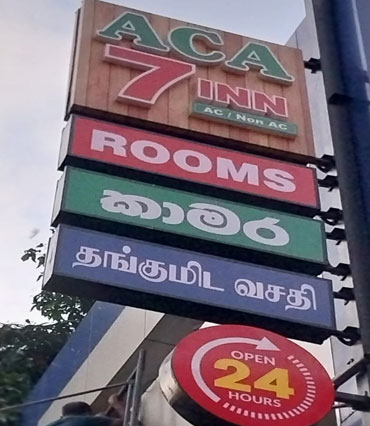 ACA
7 INN
AC / Non AC
ROOMS
කාමර
தங்குமிட வசதி
OPEN
24
HOURS